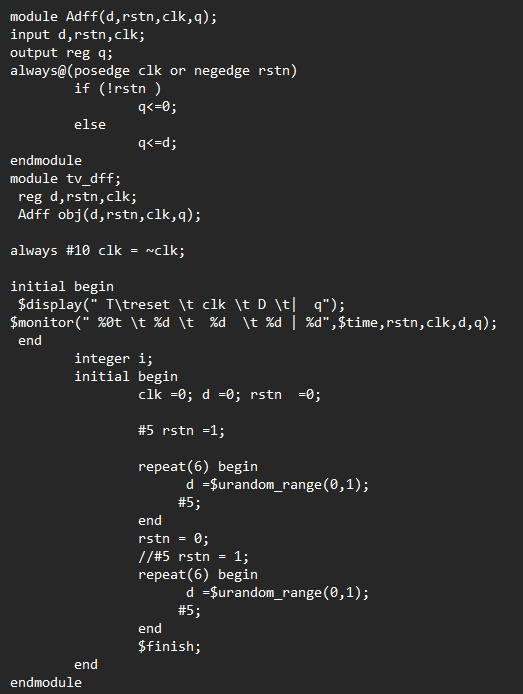 module Adff(d,rstn,clk,q);
input d,rstn,clk;
output reg q;
always@(posedge clk or negedge rstn)
        if (!rstn )
                q<=0;
        else
                q<=d;
endmodule
module tv_dff;
 reg d,rstn,clk;
 Adff obj(d,rstn,clk,q);

always #10 clk = ~clk;

initial begin
 $display(" T\treset \t clk \t D \t|  q");
$monitor(" %0t \t %d \t  %d  \t %d | %d",$time,rstn,clk,d,q);
 end
        integer i;
        initial begin
                clk =0; d =0; rstn  =0;

                #5 rstn =1;

                repeat(6) begin
                      d =$urandom_range(0,1);
                     #5;
                end
                rstn = 0;
                //#5 rstn = 1;
                repeat(6) begin
                      d =$urandom_range(0,1);
                     #5;
                end
                $finish;
        end
endmodule